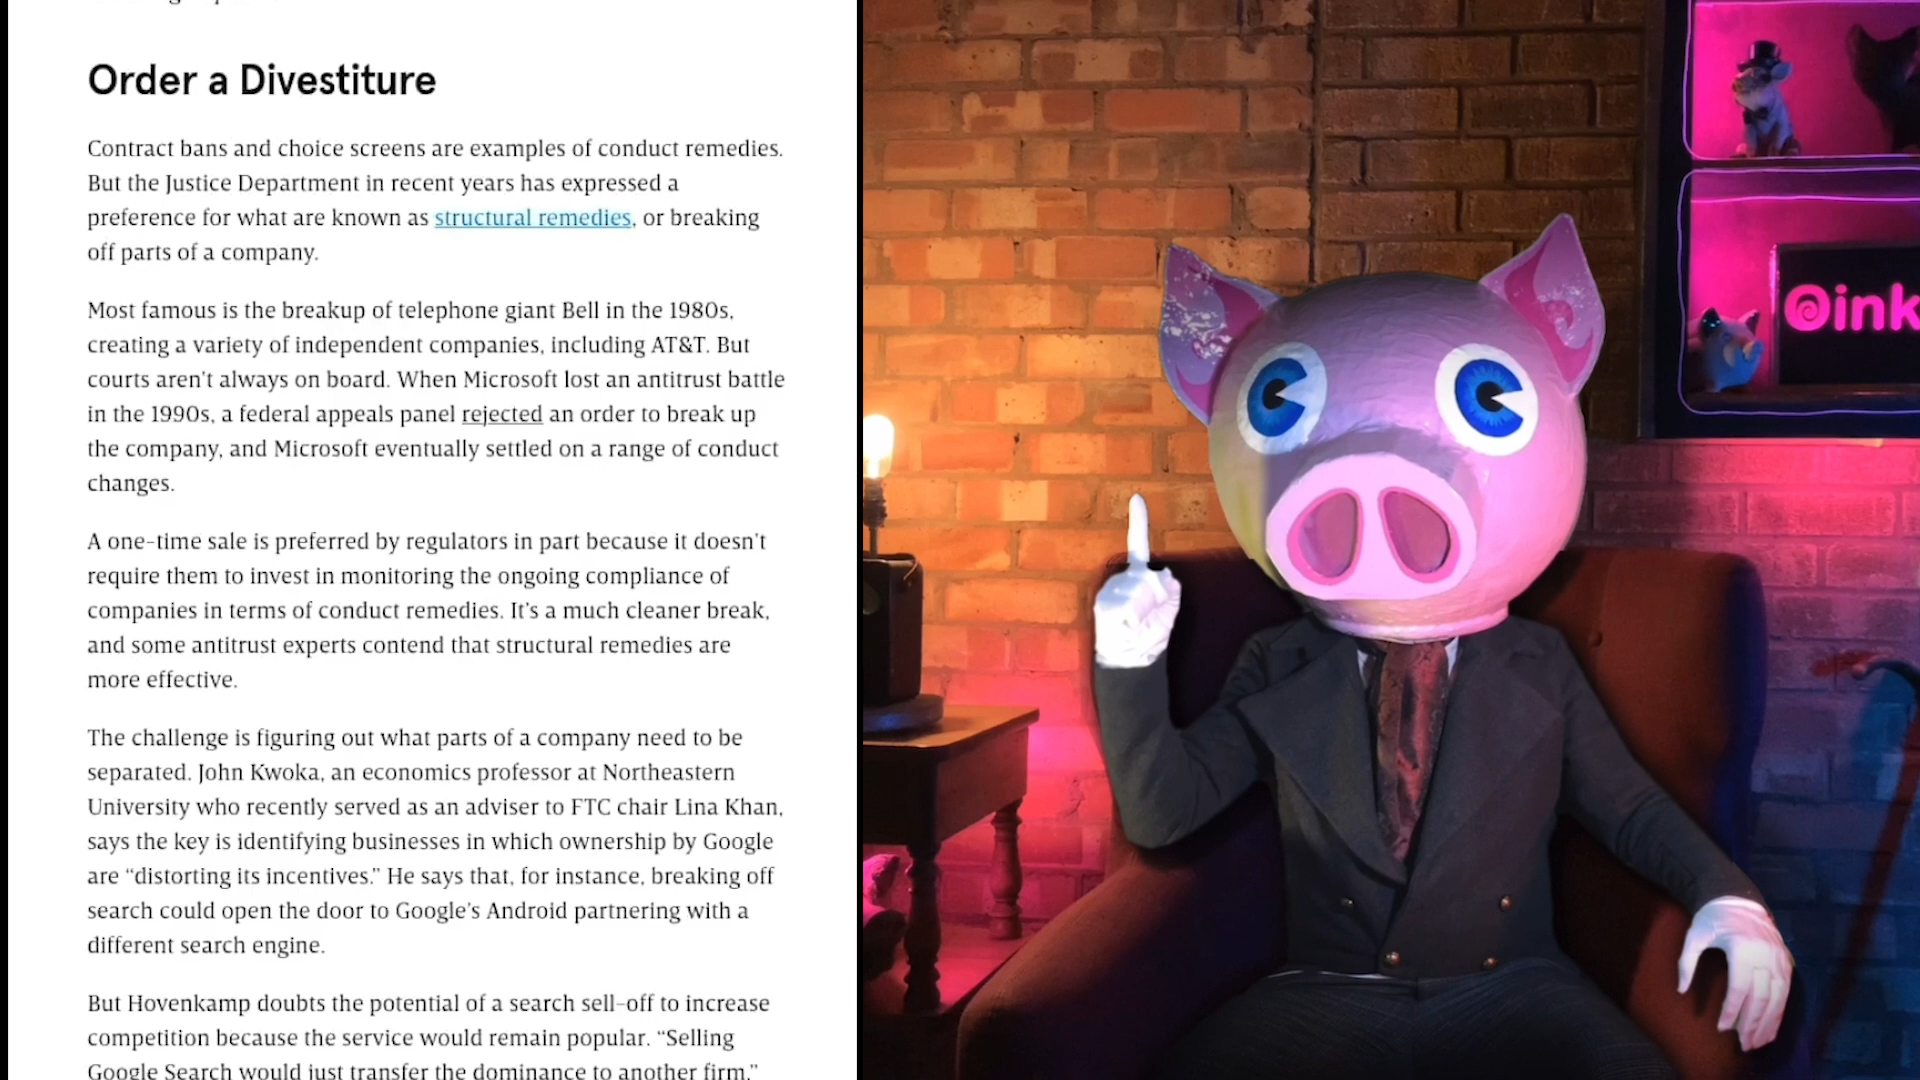 Order a Divestiture
Contract bans and choice screens are examples of conduct remedies.
But the Justice Department in recent years has expressed a
preference for what are known as structural remedies, or breaking
off parts of a company.
Most famous is the breakup of telephone giant Bell in the 1980s,
creating a variety of independent companies, including AT&T. But
courts aren’t always on board. When Microsoft lost an antitrust battle
in the 1990s, a federal appeals panel rejected an order to break up
the company, and Microsoft eventually settled on a range of conduct
changes.
A one-time sale is preferred by regulators in part because it doesn’t
require them to invest in monitoring the ongoing compliance of
companies in terms of conduct remedies. It’s a much cleaner break,
and some antitrust experts contend that structural remedies are
more effective.
The challenge is figuring out what parts of a company need to be
separated. John Kwoka, an economics professor at Northeastern
University who recently served as an adviser to FTC chair Lina Khan,
says the key is identifying businesses in which ownership by Google
are “distorting its incentives.” He says that, for instance, breaking off
search could open the door to Google’s Android partnering with a
different search engine.
But Hovenkamp doubts the potential of a search sell-off to increase
competition because the service would remain popular. “Selling
Google Search would just transfer the dominance to another firm,”
Oink